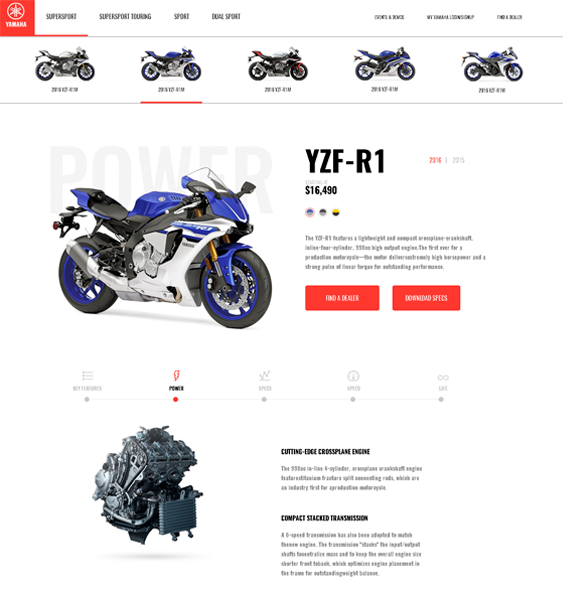 YAMAHA
SUPERSPORT
SUPERSPORT TOURING
SPORT
DUAL SPORT
EVENTS & DEMOS
MY YAMAHA LOGIN/SIGNUP
FIND A DEALER
2016 YZF-R1M
2016 YZF-R1M
2016 YZF-R1M
2016 YZF-R1M
2016 YZF-R1M
POWER
YZF-R1
2016 | 2015
$16,490
The YZF-R1 features a lightweight and compact crossplane-crankshaft,
inline-four-cylinder, 998cc high output engine.The first ever for a
production motorcycle—the motor deliversextremely high horsepower and a
strong pulse of linear torque for outstanding performance.
FIND A DEALER
DOWNLOAD SPECS
KEY FEATURES
POWER
SPECS
SPEED
LIFE
CUTTING-EDGE CROSSPLANE ENGINE
The 998cc in-line 4-cylinder, crossplane crankshaft engine
featurestitanium fracture split connecting rods, which are
an industry first for aproduction motorcycle.
COMPACT STACKED TRANSMISSION
A 6-speed transmission has also been adopted to match
thenew engine. The transmission "stacks" the input/output
shafts tocentralize mass and to keep the overall engine size
shorter front toback, which optimizes engine placement in
the frame for outstandingweight balance.